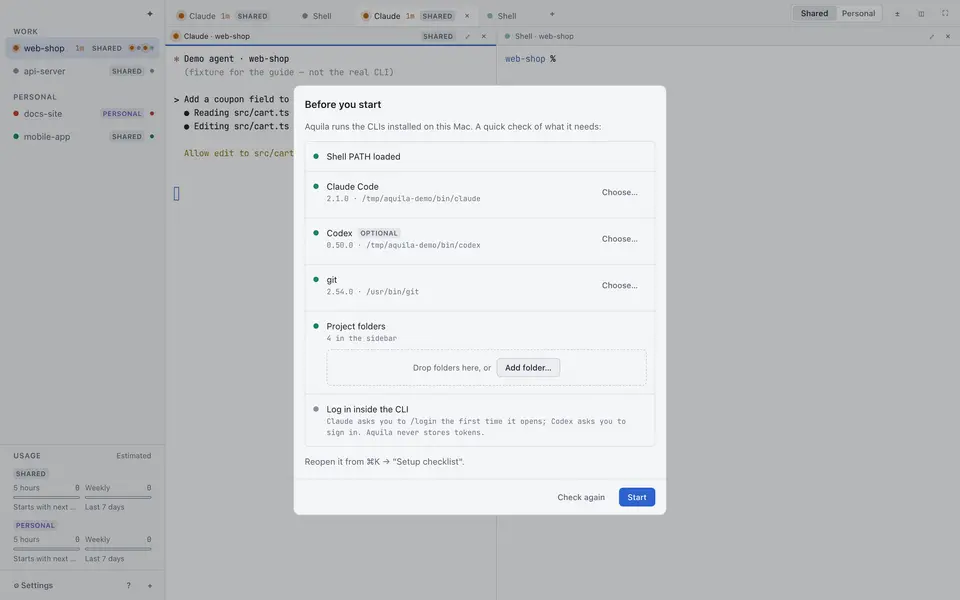 WORK
web-shop 1m SHARED
api-server SHARED
PERSONAL
docs-site PERSONAL
mobile-app SHARED
USAGE Estimated
SHARED
5 hours 0 Weekly 0
Starts with next ... Last 7 days
PERSONAL
5 hours 0 Weekly 0
Starts with next ... Last 7 days
Settings ? +
Claude 1m SHARED Shell Claude 1m SHARED × Shell +
Shared Personal
Claude · web-shop SHARED ×
Demo agent · web-shop
(fixture for the guide — not the real CLI)
> Add a coupon field to
Reading src/cart.ts
Editing src/cart.ts
Allow edit to src/cart
Shell · web-shop ×
web-shop %
Before you start
Aquila runs the CLIs installed on this Mac. A quick check of what it needs:
Shell PATH loaded
Claude Code
2.1.0 · /tmp/aquila-demo/bin/claude
Choose...
Codex OPTIONAL
0.50.0 · /tmp/aquila-demo/bin/codex
Choose...
git
2.54.0 · /usr/bin/git
Choose...
Project folders
4 in the sidebar
Drop folders here, or Add folder...
Log in inside the CLI
Claude asks you to /login the first time it opens; Codex asks you to
sign in. Aquila never stores tokens.
Reopen it from ⌘K → "Setup checklist".
Check again Start